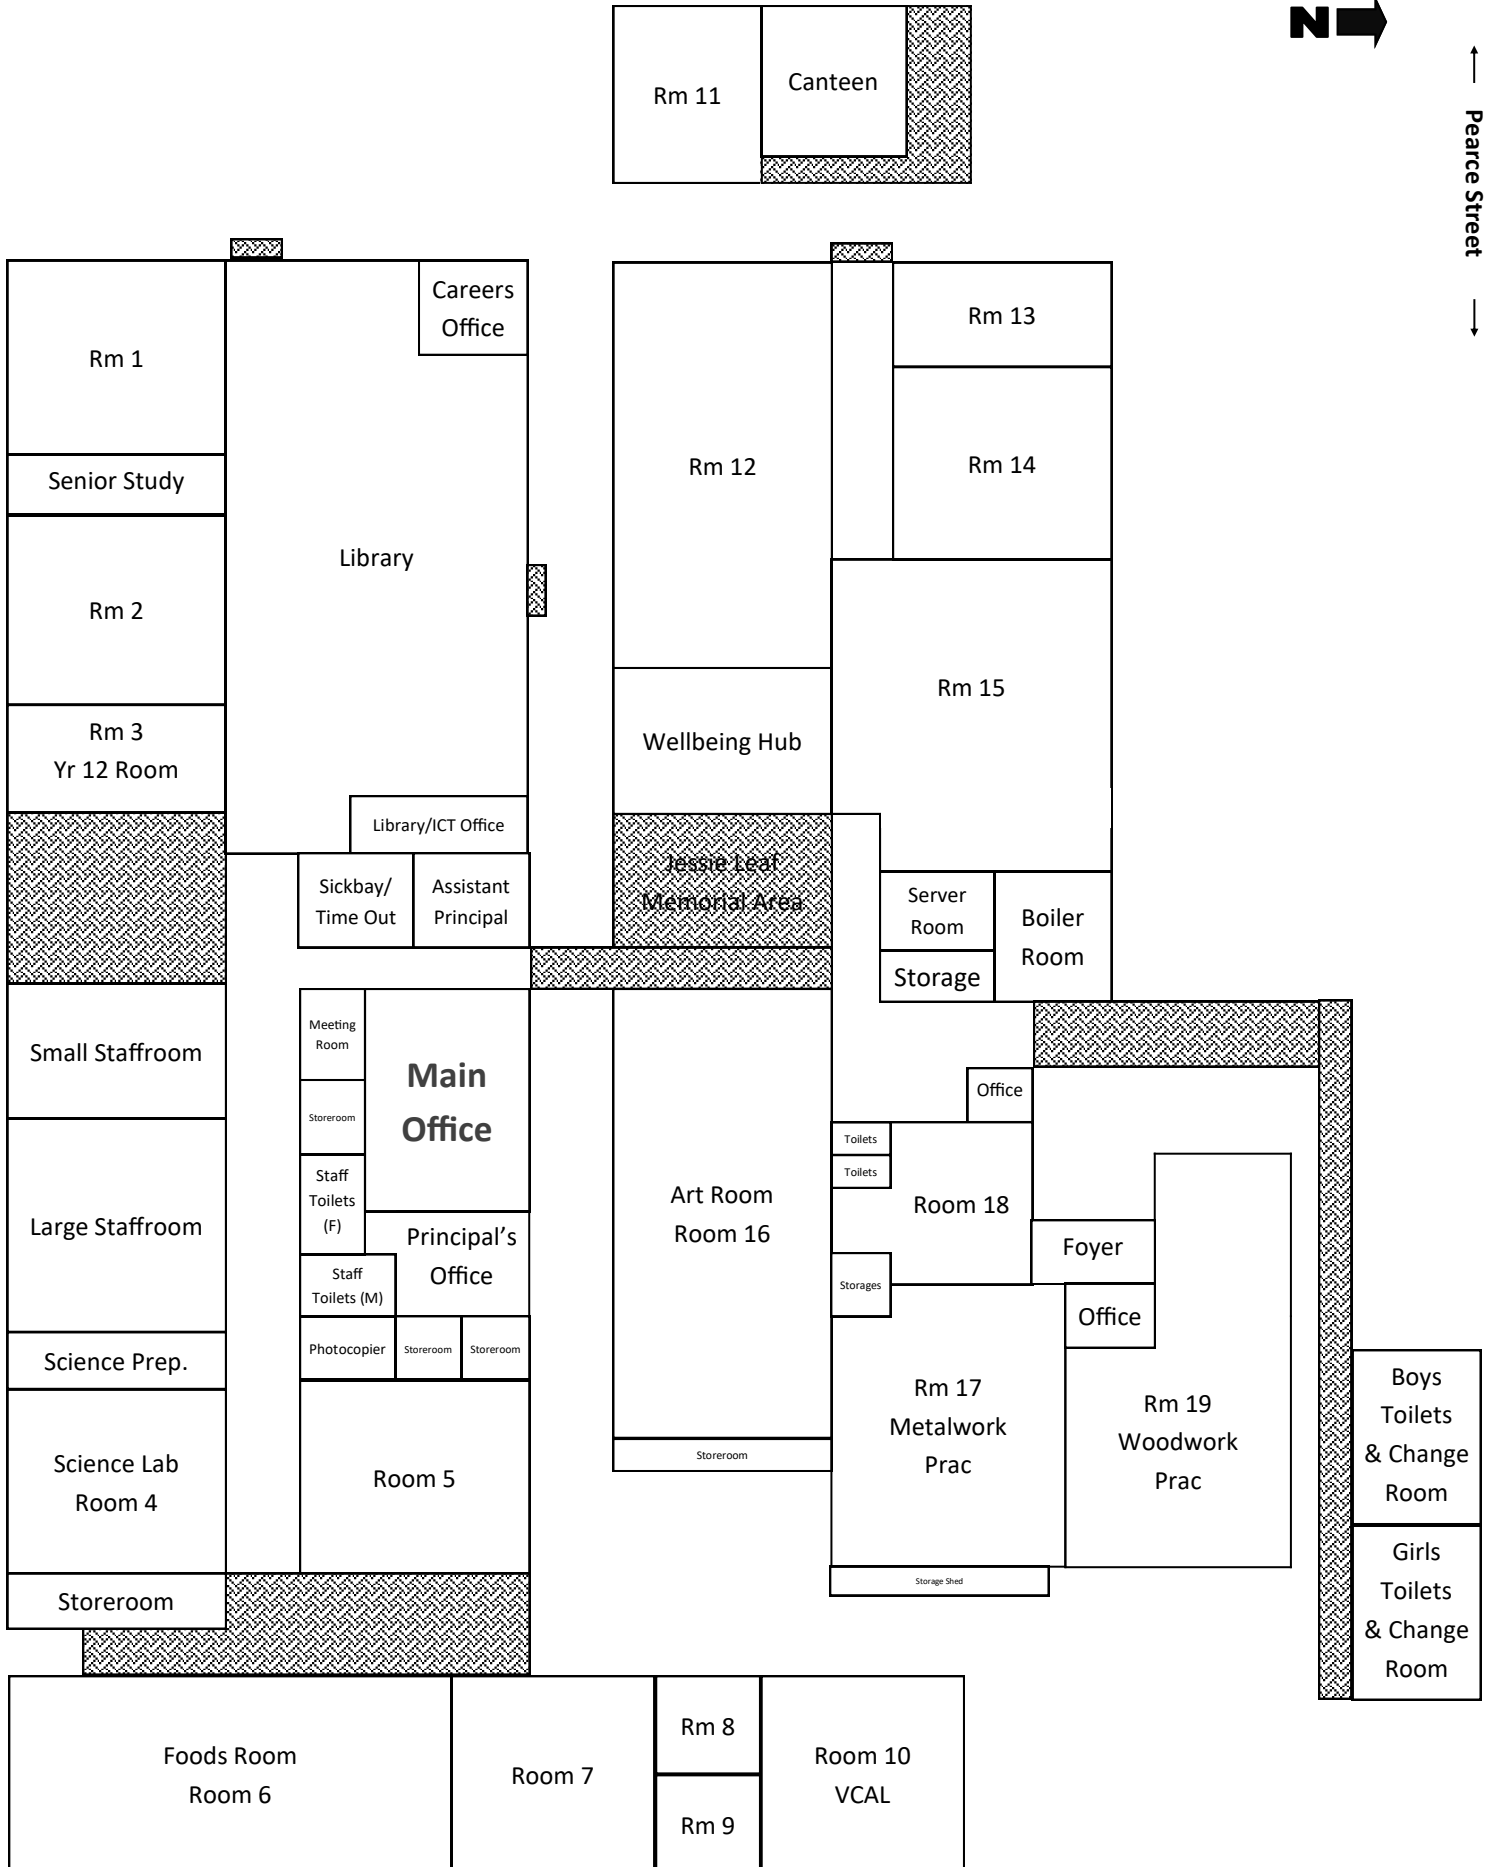 N
Pearce Street
Rm 11
Canteen
Careers
Office
Rm 1
Senior Study
Rm 2
Rm 3
Yr 12 Room
Library
Library/ICT Office
Sickbay/
Time Out
Assistant
Principal
Rm 12
Rm 13
Rm 14
Rm 15
Wellbeing Hub
Jessie Leaf
Memorial Area
Server
Room
Boiler
Room
Storage
Small Staffroom
Large Staffroom
Science Prep.
Science Lab
Room 4
Storeroom
Meeting
Room
Storeroom
Staff
Toilets
(F)
Staff
Toilets (M)
Main
Office
Principal's
Office
Photocopier
Storeroom
Storeroom
Room 5
Art Room
Room 16
Storeroom
Office
Toilets
Toilets
Room 18
Storages
Foyer
Office
Rm 17
Metalwork
Prac
Rm 19
Woodwork
Prac
Storage Shed
Boys
Toilets
& Change
Room
Girls
Toilets
& Change
Room
Foods Room
Room 6
Room 7
Rm 8
Rm 9
Room 10
VCAL